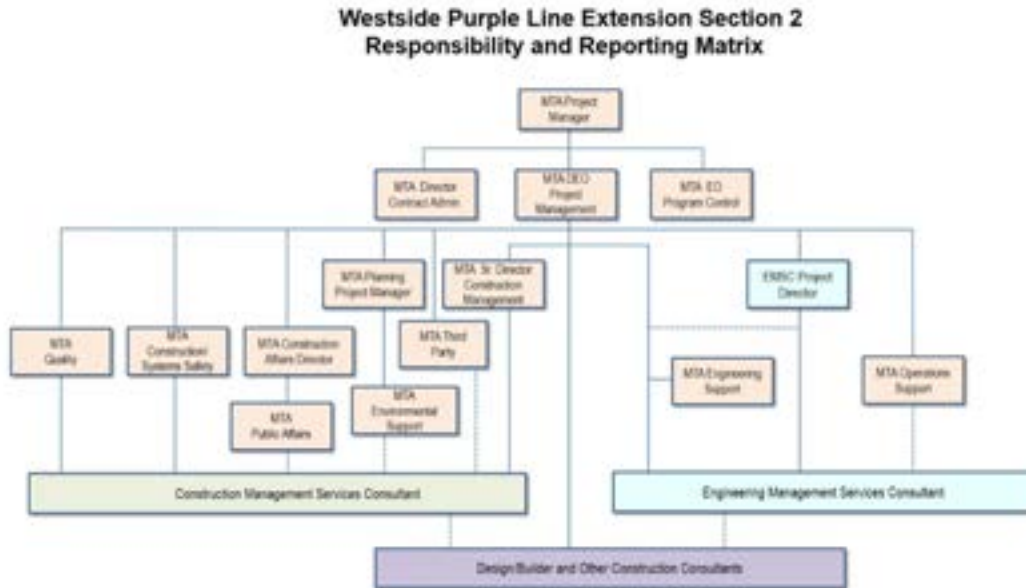 Westside Purple Line Extension Section 2
Responsibility and Reporting Matrix
MTA Project
Manager
MTA Director
Contract Admin
MTA DEO
Project
Management
MTA EO
Program Control
MTA Planning
Project Manager
MTA Sr. Director
Construction
Management
EMSC Project
Director
MTA
Quality
MTA
Construction/
Systems Safety
MTA Construction
Affairs Director
MTA Third
Party
MTA Engineering
Support
MTA Operations
Support
MTA
Public Affairs
MTA
Environmental
Support
Construction Management Services Consultant
Engineering Management Services Consultant
Design/Builder and Other Construction Consultants